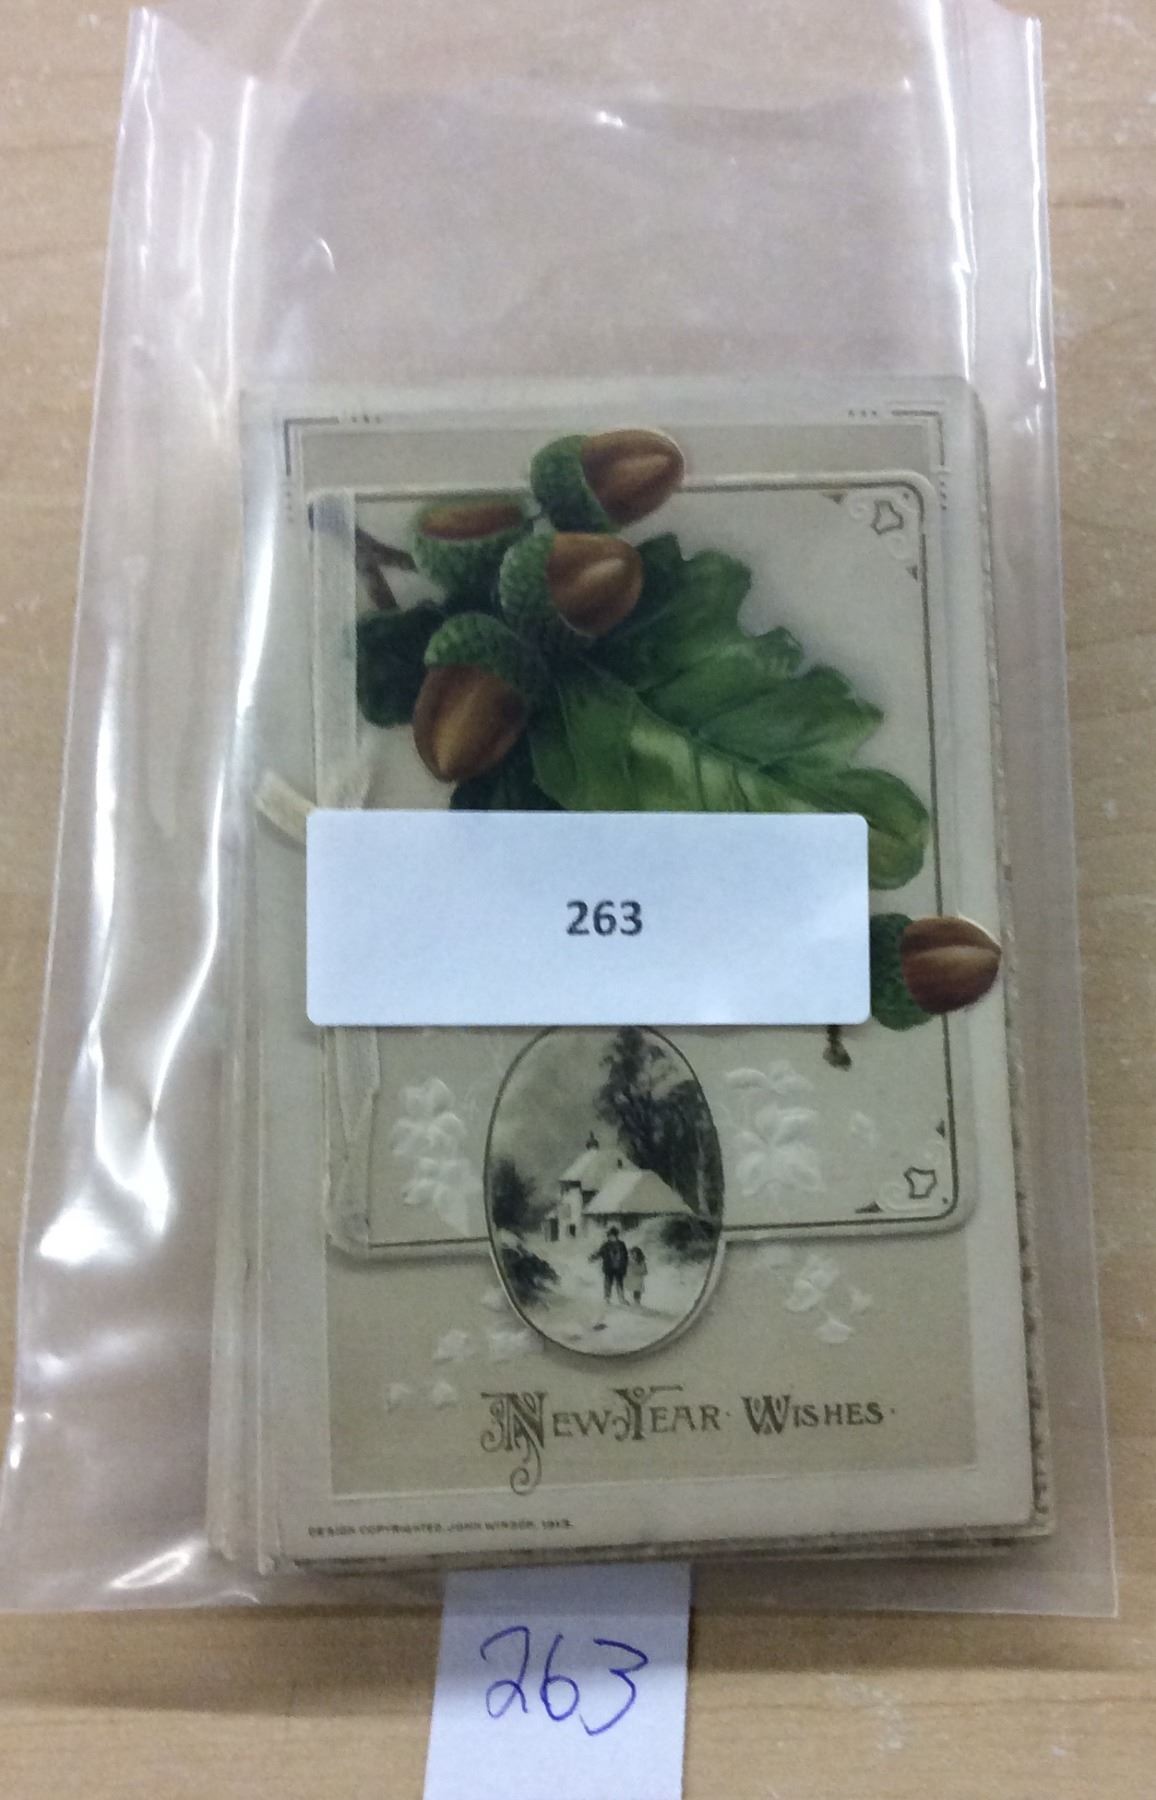 263
NEW YEAR WISHES.
DESIGN COPYRIGHTED, JOHN WINSCH, 1913.
263